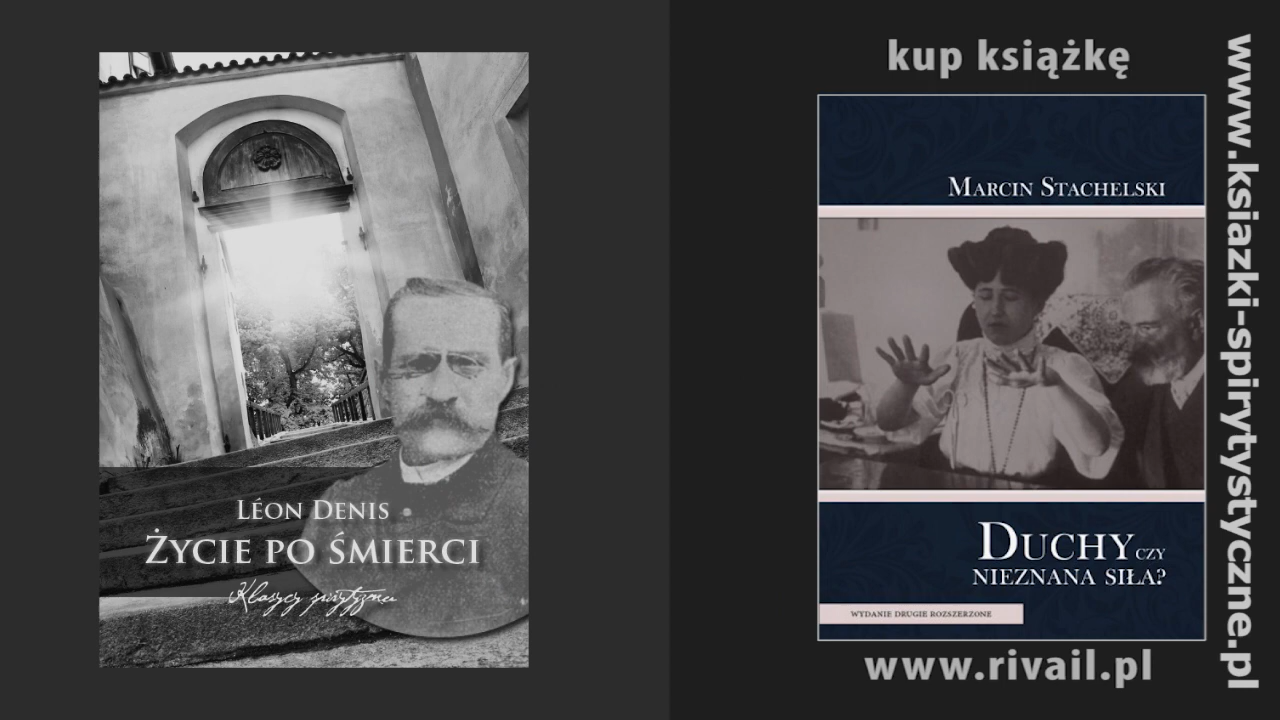 LÉON DENIS
ŻYCIE PO ŚMIERCI
Klasycy spirytyzmu
kup książkę
MARCIN STACHELSKI
DUCHY CZY
NIEZNANA SIŁA?
WYDANIE DRUGIE ROZSZERZONE
www.rivail.pl
www.ksiazki-spirytystyczne.pl